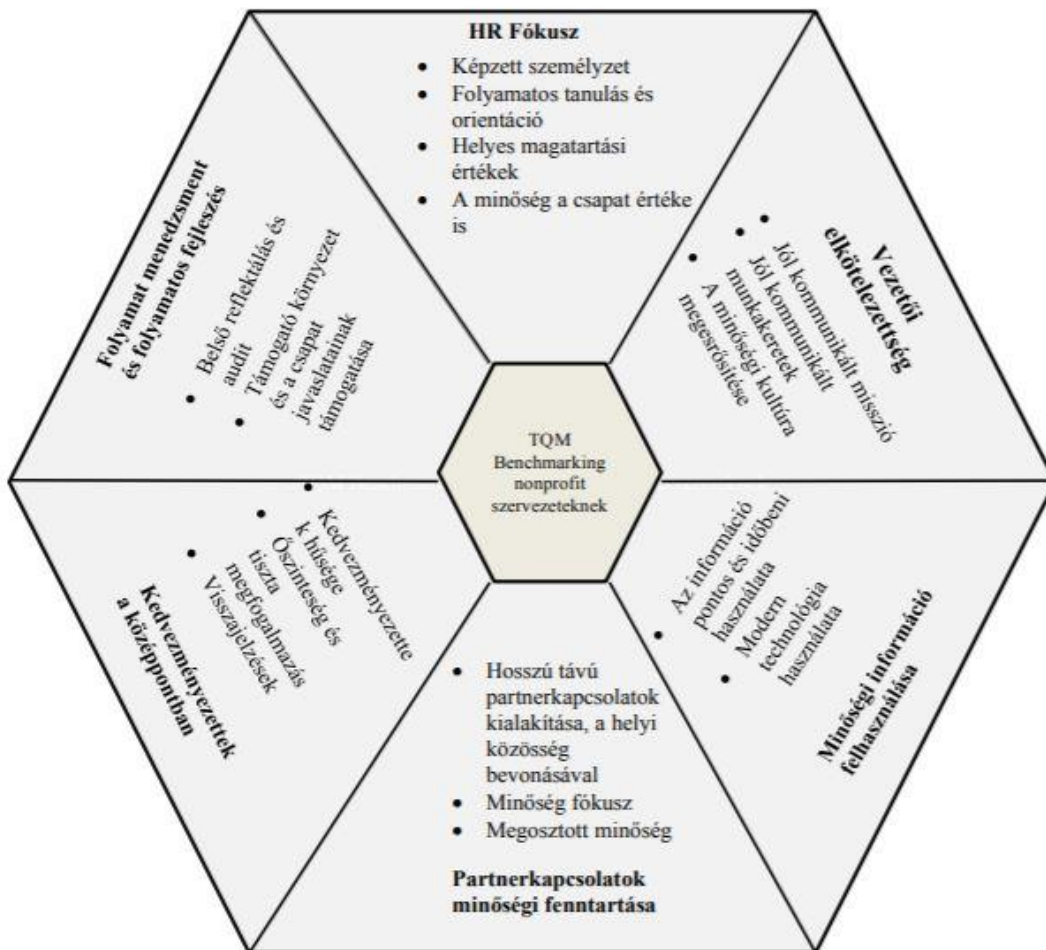 HR Fókusz
• Képzett személyzet
• Folyamatos tanulás és
orientáció
• Helyes magatartási
értékek
• A minőség a csapat értéke
is
Vezetői
elkötelezettség
• Jól kommunikált misszió
• Jól kommunikált
munkakeretek
• A minőségi kultúra
megesrősítése
Minőségi információ
felhasználása
• Az információ
pontos és időbeni
használata
• Modern
technológia
használata
• Hosszú távú
partnerkapcsolatok
kialakítása, a helyi
közösség
bevonásával
• Minőség fókusz
• Megosztott minőség
Partnerkapcsolatok
minőségi fenntartása
Kedvezményezettek
a középpontban
• Kedvezményezette
k hűsége
• Őszinteség és
tiszta
megfogalmazás
• Visszajelzések
Folyamat menedzsment
és folyamatos fejleszés
• Belső reflektálás és
audit
• Támogató környezet
és a csapat
javaslatainak
támogatása
TQM
Benchmarking
nonprofit
szervezeteknek